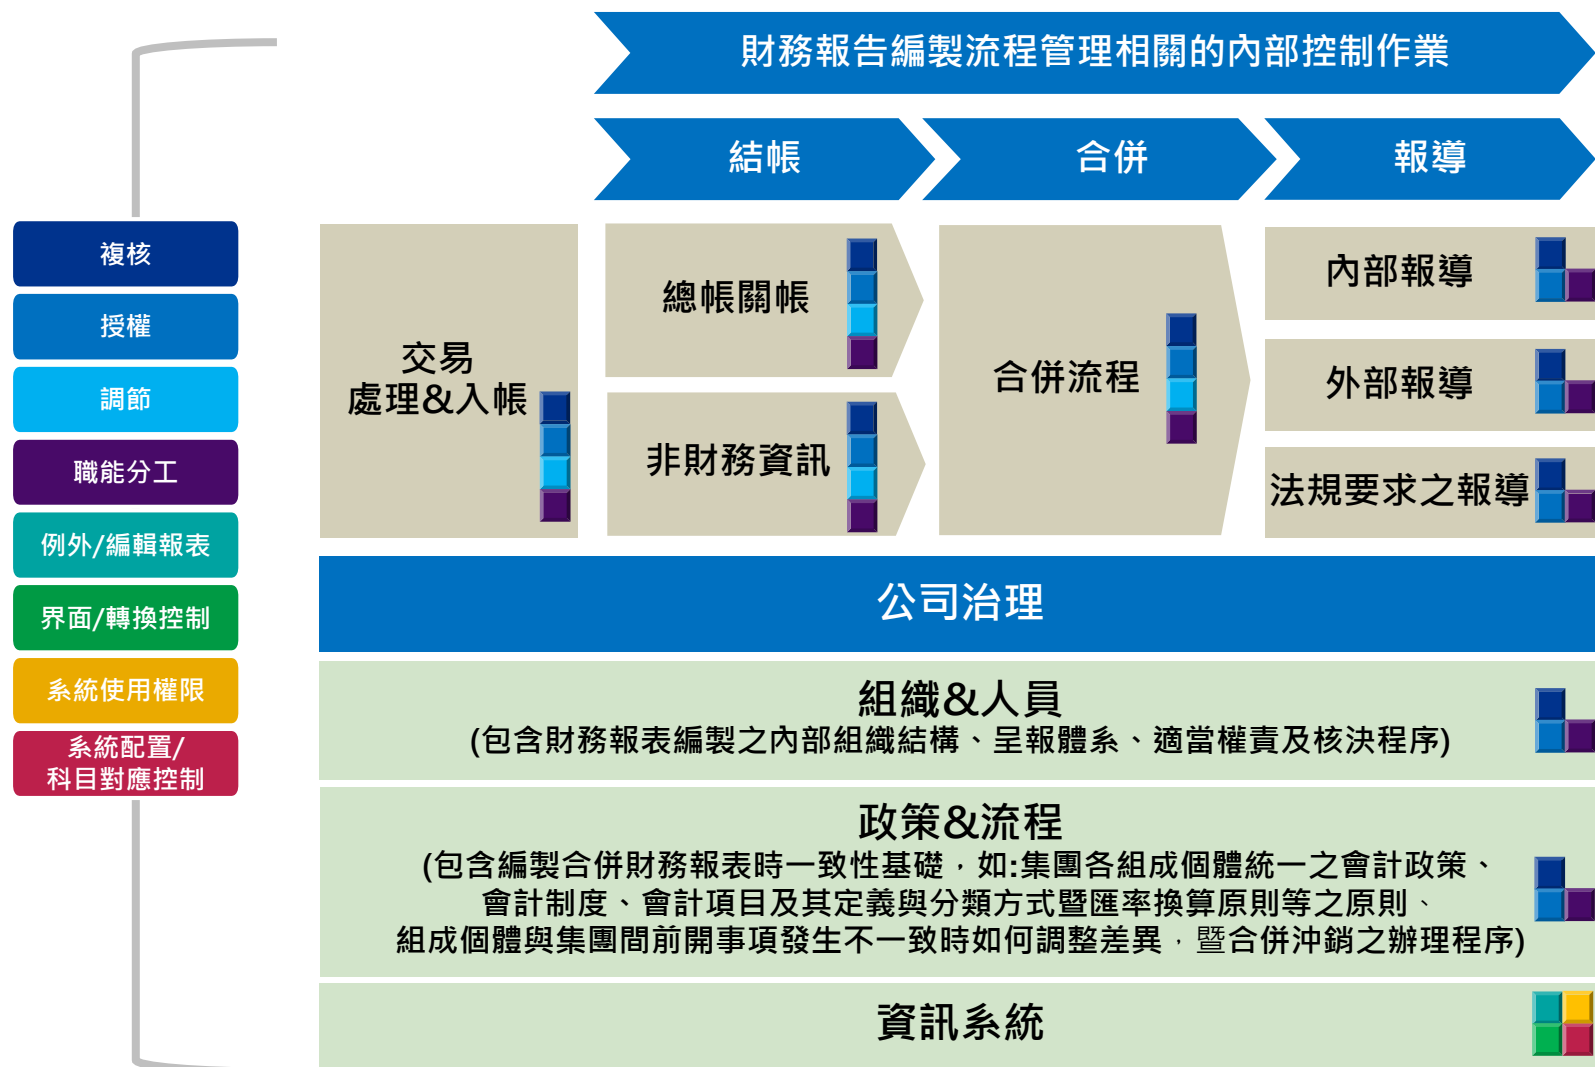 財務報告編製流程管理相關的內部控制作業
結帳
合併
報導
複核
授權
調節
職能分工
例外/編輯報表
界面/轉換控制
系統使用權限
系統配置/
科目對應控制
交易
處理&入帳
總帳關帳
非財務資訊
合併流程
內部報導
外部報導
法規要求之報導
公司治理
組織&人員
(包含財務報表編製之內部組織結構、呈報體系、適當權責及核決程序)
政策&流程
(包含編製合併財務報表時一致性基礎，如:集團各組成個體統一之會計政策、
會計制度、會計項目及其定義與分類方式暨匯率換算原則等之原則、
組成個體與集團間前開事項發生不一致時如何調整差異，暨合併沖銷之辦理程序)
資訊系統